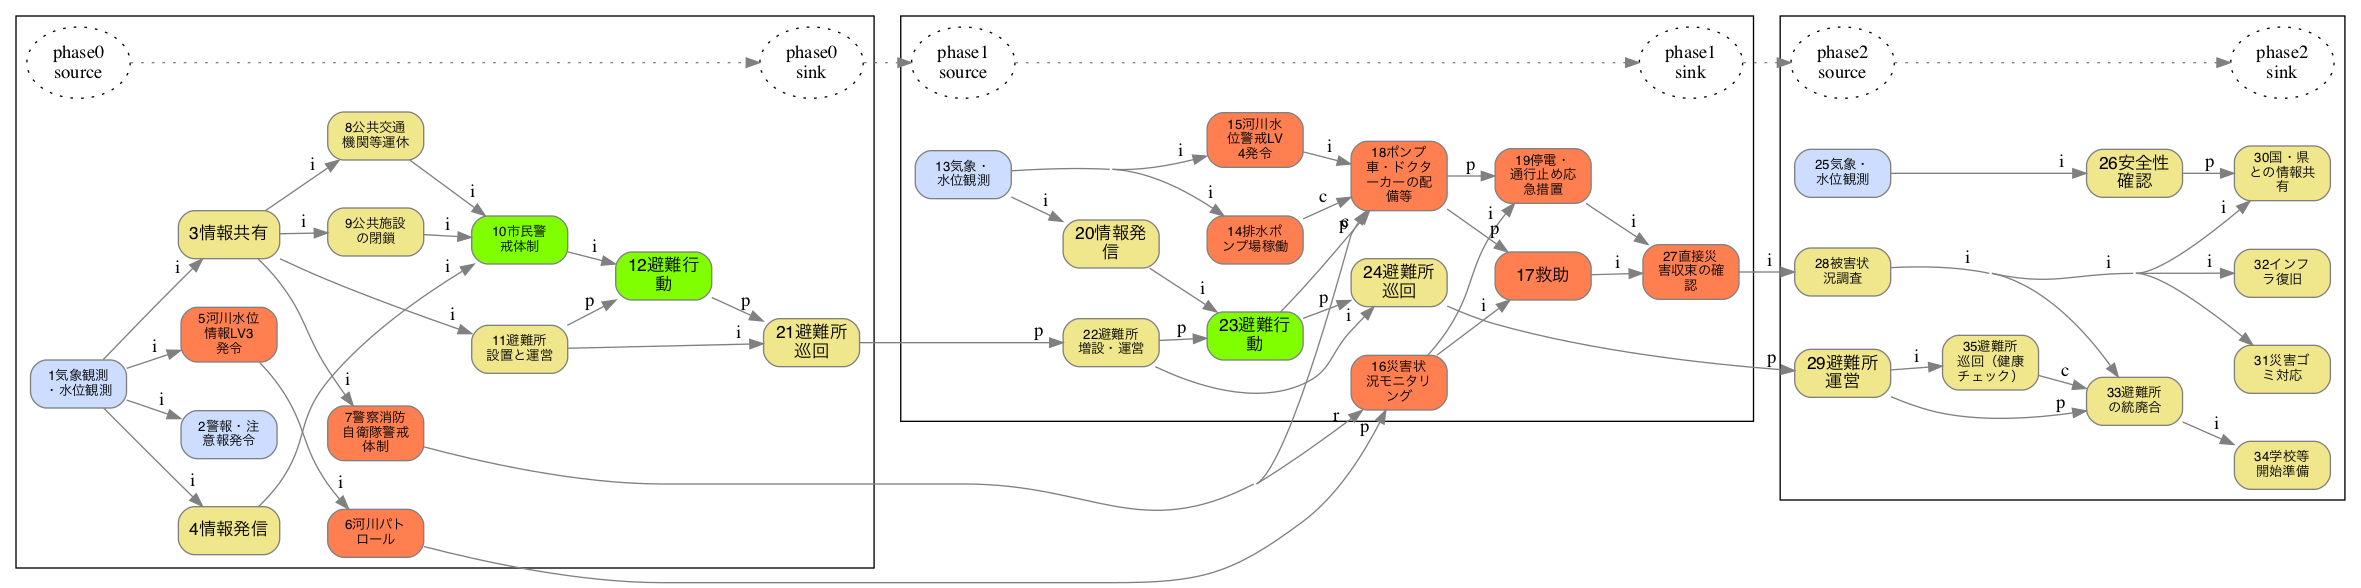 phase0
source
phase0
sink
phase1
source
phase1
sink
phase2
source
phase2
sink
8公共交通
機関等運休
i
i
3情報共有
i
9公共施設
の閉鎖
i
10市民警
戒体制
i
12避難行
動
i
i
5河川水位
情報LV3
発令
i
i
11避難所
設置と運営
p
i
p
21避難所
巡回
1気象観測
・水位観測
i
2警報・注
意報発令
i
7警察消防
自衛隊警戒
体制
i
4情報発信
i
6河川パト
ロール
p
13気象・
水位観測
i
15河川水
位警戒LV
4発令
i
i
14排水ポ
ンプ場稼働
c
18ポンプ
車・ドクタ
ーカーの配
備等
p
19停電・
通行止め応
急措置
i
20情報発
信
i
p
c
p
i
24避難所
巡回
17救助
i
27直接災
害収束の確
認
i
22避難所
増設・運営
p
23避難行
動
p
i
i
16災害状
況モニタリ
ング
r
p
p
25気象・
水位観測
i
26安全性
確認
p
30国・県
との情報共
有
28被害状
況調査
i
i
i
i
32インフ
ラ復旧
29避難所
運営
i
35避難所
巡回（健康
チェック）
c
p
33避難所
の統廃合
i
31災害ゴ
ミ対応
34学校等
開始準備